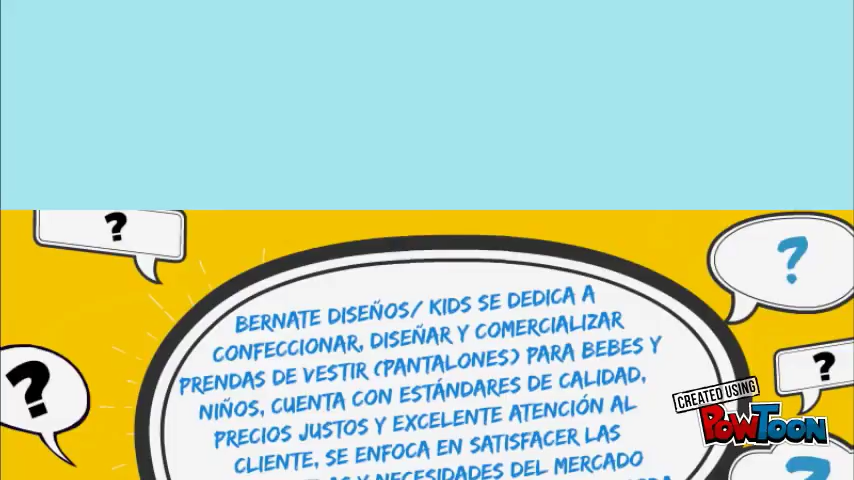 ?
?
?
?
?
BERNATE DISEÑOS/ KIDS SE DEDICA A
CONFECCIONAR, DISEÑAR Y COMERCIALIZAR
PRENDAS DE VESTIR (PANTALONES) PARA BEBES Y
NIÑOS, CUENTA CON ESTÁNDARES DE CALIDAD,
PRECIOS JUSTOS Y EXCELENTE ATENCIÓN AL
CLIENTE, SE ENFOCA EN SATISFACER LAS
Y NECESIDADES DEL MERCADO
CREATED USING
POWTOON